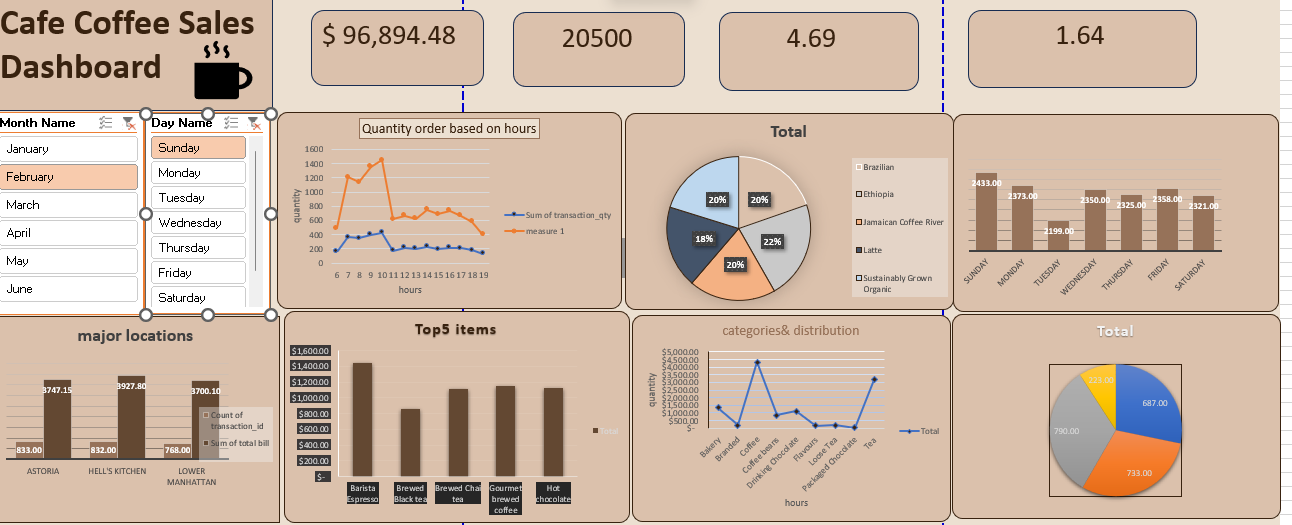 Cafe Coffee Sales
Dashboard
$ 96,894.48
20500
4.69
1.64
Month Name
January
February
March
April
May
June
Day Name
Sunday
Monday
Tuesday
Wednesday
Thursday
Friday
Saturday
Quantity order based on hours
quantity
1600
1400
1200
1000
800
600
400
200
0
6 7 8 9 10 11 12 13 14 15 16 17 18 19
hours
Sum of transaction_qty
measure 1
Total
20%
20%
22%
20%
18%
Brazilian
Ethiopia
Jamaican Coffee River
Latte
Sustainably Grown
Organic
2433.00
2373.00
2199.00
2350.00
2325.00
2358.00
2321.00
SUNDAY
MONDAY
TUESDAY
WEDNESDAY
THURSDAY
FRIDAY
SATURDAY
major locations
3747.15
3927.80
3700.10
833.00
832.00
768.00
ASTORIA
HELL'S KITCHEN
LOWER
MANHATTAN
Count of
transaction_id
Sum of total bill
Top5 items
$1,600.00
$1,400.00
$1,200.00
$1,000.00
$800.00
$600.00
$400.00
$200.00
$-
Barista
Espresso
Brewed
Black tea
Brewed Chai
tea
Gourmet
brewed
coffee
Hot
chocolate
Total
categories& distribution
quantity
$5,000.00
$4,500.00
$4,000.00
$3,500.00
$3,000.00
$2,500.00
$2,000.00
$1,500.00
$1,000.00
$500.00
$-
Bakery
Branded
Coffee
Coffee beans
Drinking Chocolate
Flavours
Loose Tea
Packaged Chocolate
Tea
hours
Total
Total
687.00
733.00
790.00